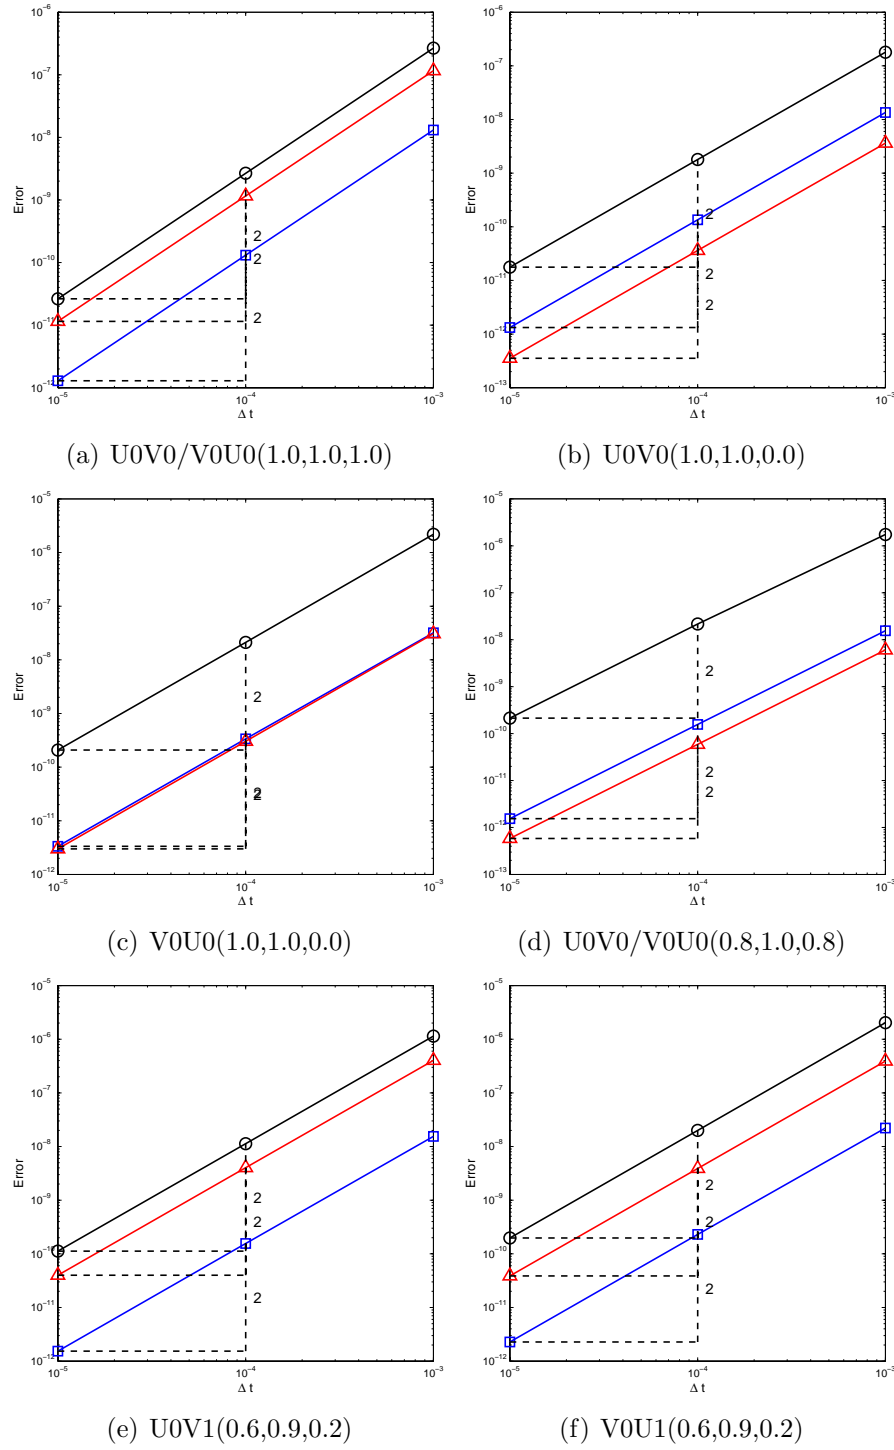 10⁻⁶ 10⁻⁶
10⁻⁷ 10⁻⁷
10⁻⁸ 10⁻⁸
10⁻⁹ 10⁻⁹
Error Error
2 2
10⁻¹⁰ 10⁻¹⁰
2 2
10⁻¹¹ 10⁻¹¹
2 2
10⁻¹² 10⁻¹²
10⁻¹³
10⁻⁵ 10⁻⁴ 10⁻³ 10⁻⁵ 10⁻⁴ 10⁻³
Δ t Δ t
(a) U0V0/V0U0(1.0,1.0,1.0) (b) U0V0(1.0,1.0,0.0)
10⁻⁵ 10⁻⁵
10⁻⁶ 10⁻⁶
10⁻⁷ 10⁻⁷
10⁻⁸ 10⁻⁸
Error Error
2 2
10⁻⁹ 10⁻⁹
10⁻¹⁰ 10⁻¹⁰
2 2
2 2
10⁻¹¹ 10⁻¹¹
10⁻¹² 10⁻¹²
10⁻¹³
10⁻⁵ 10⁻⁴ 10⁻³ 10⁻⁵ 10⁻⁴ 10⁻³
Δ t Δ t
(c) V0U0(1.0,1.0,0.0) (d) U0V0/V0U0(0.8,1.0,0.8)
10⁻⁵ 10⁻⁵
10⁻⁶ 10⁻⁶
10⁻⁷ 10⁻⁷
10⁻⁸ 10⁻⁸
Error Error
2 2
10⁻⁹ 10⁻⁹
2 2
10⁻¹⁰ 10⁻¹⁰
2 2
10⁻¹¹ 10⁻¹¹
10⁻¹² 10⁻¹²
10⁻⁵ 10⁻⁴ 10⁻³ 10⁻⁵ 10⁻⁴ 10⁻³
Δ t Δ t
(e) U0V1(0.6,0.9,0.2) (f) V0U1(0.6,0.9,0.2)